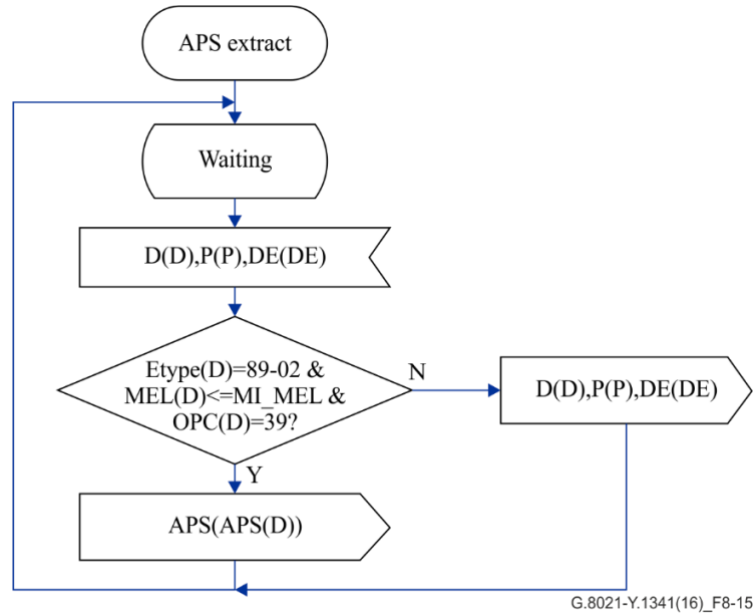 APS extract
Waiting
D(D),P(P),DE(DE)
Etype(D)=89-02 &
MEL(D)<=MI_MEL &
OPC(D)=39?
N
D(D),P(P),DE(DE)
Y
APS(APS(D))
G.8021-Y.1341(16)_F8-15